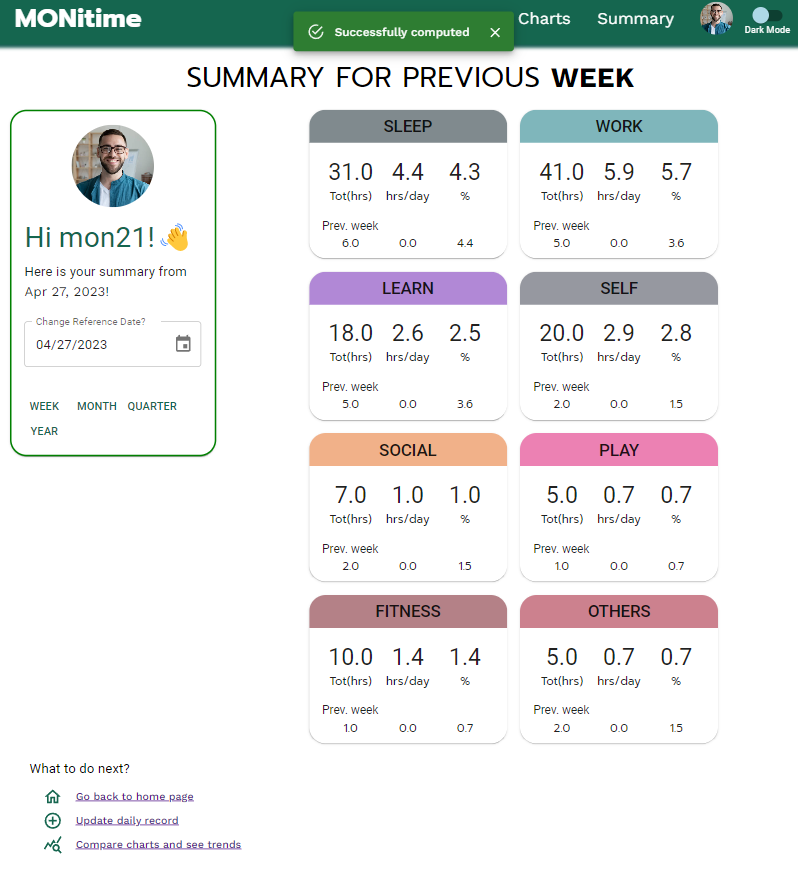 MONitime
Successfully computed
Charts Summary
Dark Mode
SUMMARY FOR PREVIOUS WEEK
Hi mon21! 👋
Here is your summary from
Apr 27, 2023!
Change Reference Date?
04/27/2023
WEEK MONTH QUARTER
YEAR
SLEEP
31.0 4.4 4.3
Tot(hrs) hrs/day %
Prev. week
6.0 0.0 4.4
WORK
41.0 5.9 5.7
Tot(hrs) hrs/day %
Prev. week
5.0 0.0 3.6
LEARN
18.0 2.6 2.5
Tot(hrs) hrs/day %
Prev. week
5.0 0.0 3.6
SELF
20.0 2.9 2.8
Tot(hrs) hrs/day %
Prev. week
2.0 0.0 1.5
SOCIAL
7.0 1.0 1.0
Tot(hrs) hrs/day %
Prev. week
2.0 0.0 1.5
PLAY
5.0 0.7 0.7
Tot(hrs) hrs/day %
Prev. week
1.0 0.0 0.7
FITNESS
10.0 1.4 1.4
Tot(hrs) hrs/day %
Prev. week
1.0 0.0 0.7
OTHERS
5.0 0.7 0.7
Tot(hrs) hrs/day %
Prev. week
2.0 0.0 1.5
What to do next?
Go back to home page
Update daily record
Compare charts and see trends